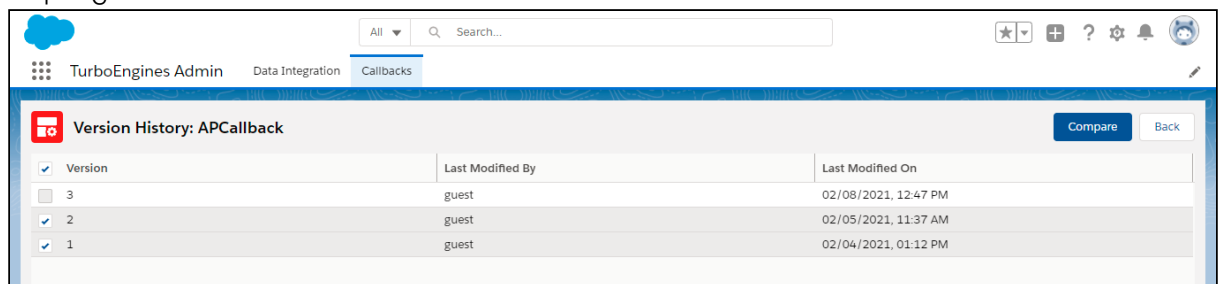 All Search...
TurboEngines Admin Data Integration Callbacks
Version History: APCallback Compare Back
Version Last Modified By Last Modified On
3 guest 02/08/2021, 12:47 PM
2 guest 02/05/2021, 11:37 AM
1 guest 02/04/2021, 01:12 PM